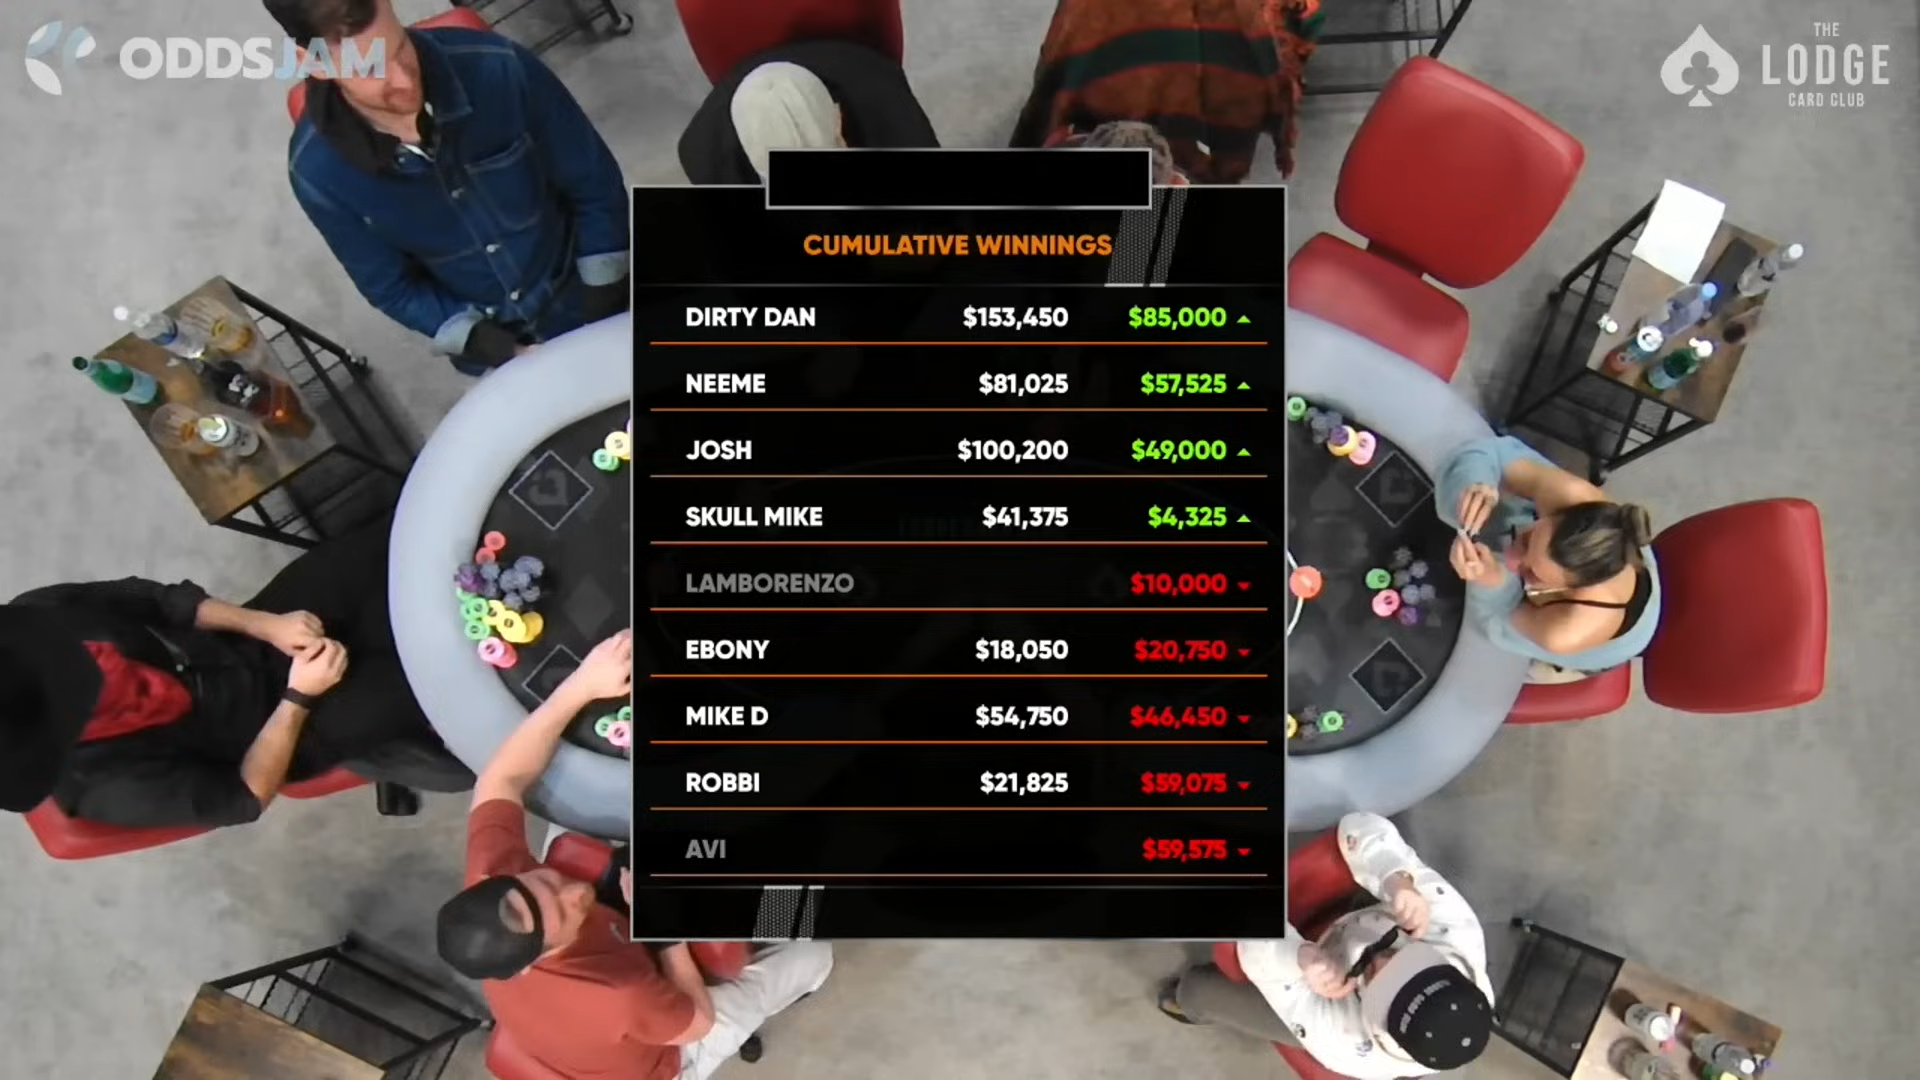 ODDSJAM
THE
LODGE
CARD CLUB
CUMULATIVE WINNINGS
DIRTY DAN $153,450 $85,000
NEEME $81,025 $57,525
JOSH $100,200 $49,000
SKULL MIKE $41,375 $4,325
LAMBORENZO $10,000
EBONY $18,050 $20,750
MIKE D $54,750 $46,450
ROBBI $21,825 $59,075
AVI $59,575